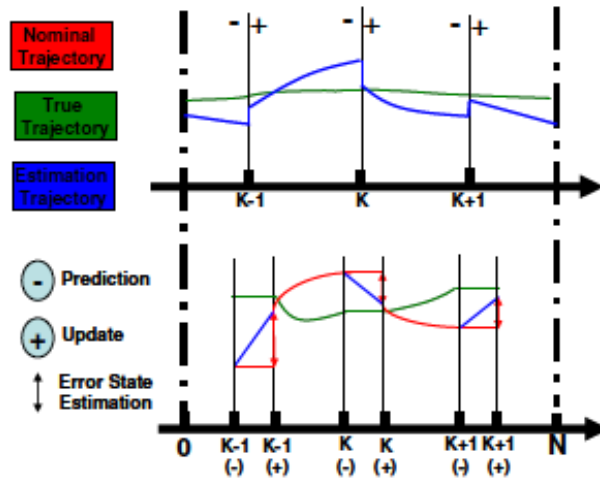 Nominal
Trajectory
True
Trajectory
Estimation
Trajectory
- + - + - +
K-1 K K+1
- Prediction
+ Update
Error State
Estimation
0 K-1 K-1 K K K+1 K+1 N
(-) (+) (-) (+) (-) (+)